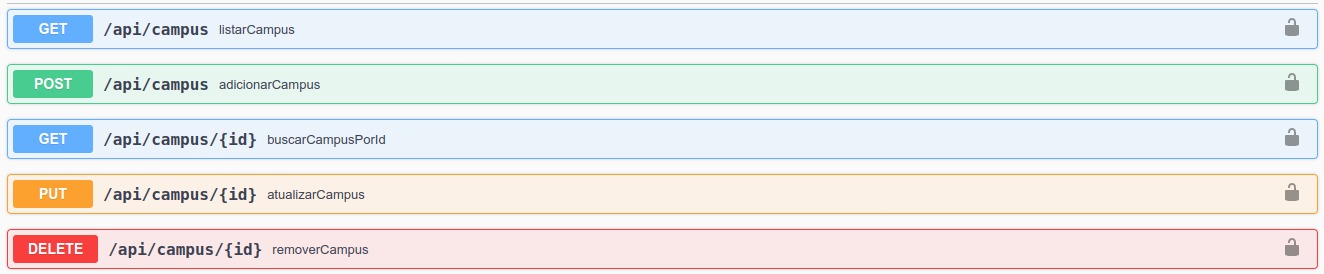 GET /api/campus listarCampus
POST /api/campus adicionarCampus
GET /api/campus/{id} buscarCampusPorId
PUT /api/campus/{id} atualizarCampus
DELETE /api/campus/{id} removerCampus